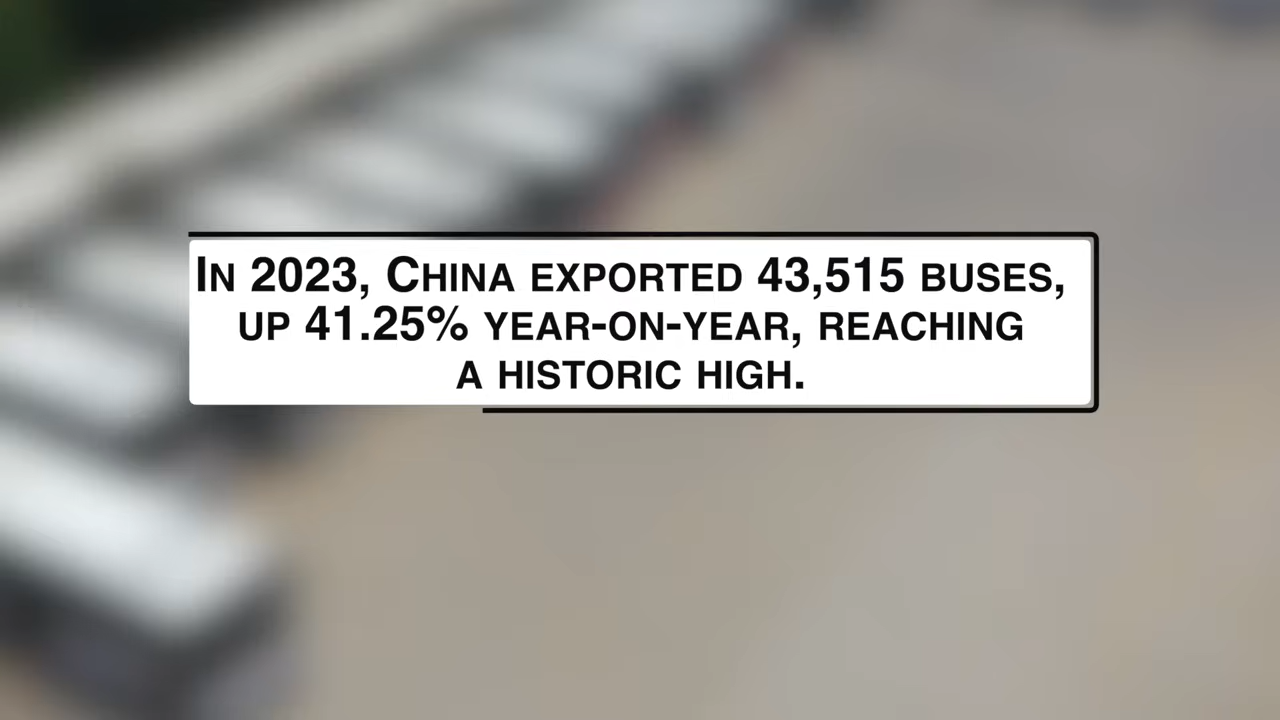 In 2023, China exported 43,515 buses,
up 41.25% year-on-year, reaching
a historic high.